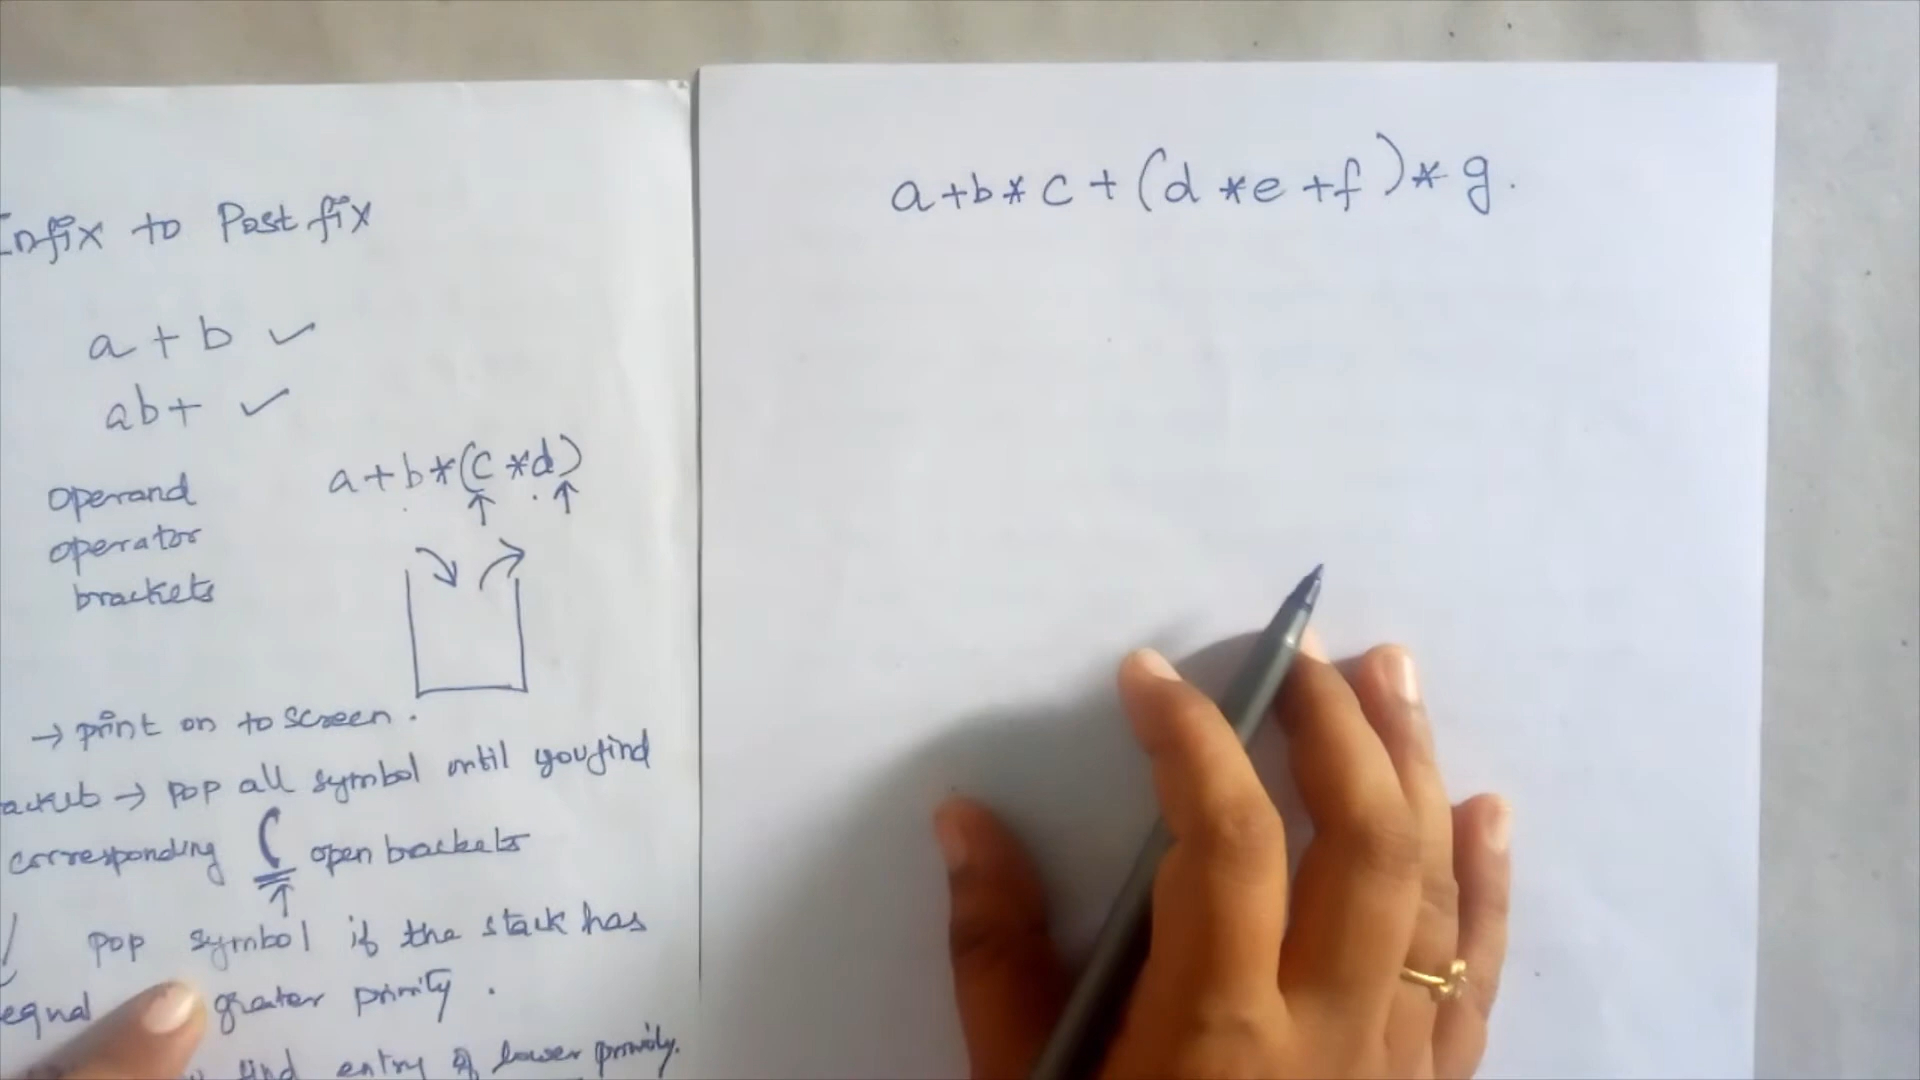 Infix to Postfix
a + b ✓
ab+ ✓
operand
operator
brackets
a + b * (c * d)
→ print on to screen.
→ pop all symbol until you find
corresponding ( open brackets
pop symbol if the stack has
equal greater priority.
find entry of lower priority.
a + b * c + (d * e + f) * g.